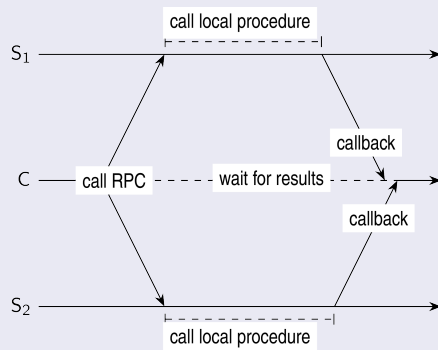 call local procedure
S1
callback
C
call RPC
wait for results
callback
S2
call local procedure